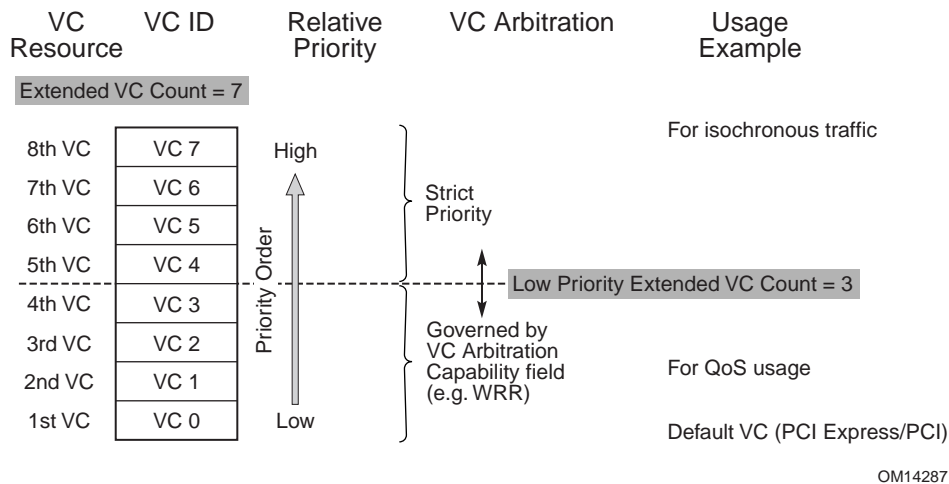 VC Resource
VC ID
Relative Priority
VC Arbitration
Usage Example
Extended VC Count = 7
For isochronous traffic
8th VC
VC 7
High
7th VC
VC 6
6th VC
VC 5
5th VC
VC 4
4th VC
VC 3
3rd VC
VC 2
2nd VC
VC 1
1st VC
VC 0
Low
Priority Order
Strict
Priority
Low Priority Extended VC Count = 3
Governed by
VC Arbitration
Capability field
(e.g. WRR)
For QoS usage
Default VC (PCI Express/PCI)
OM14287